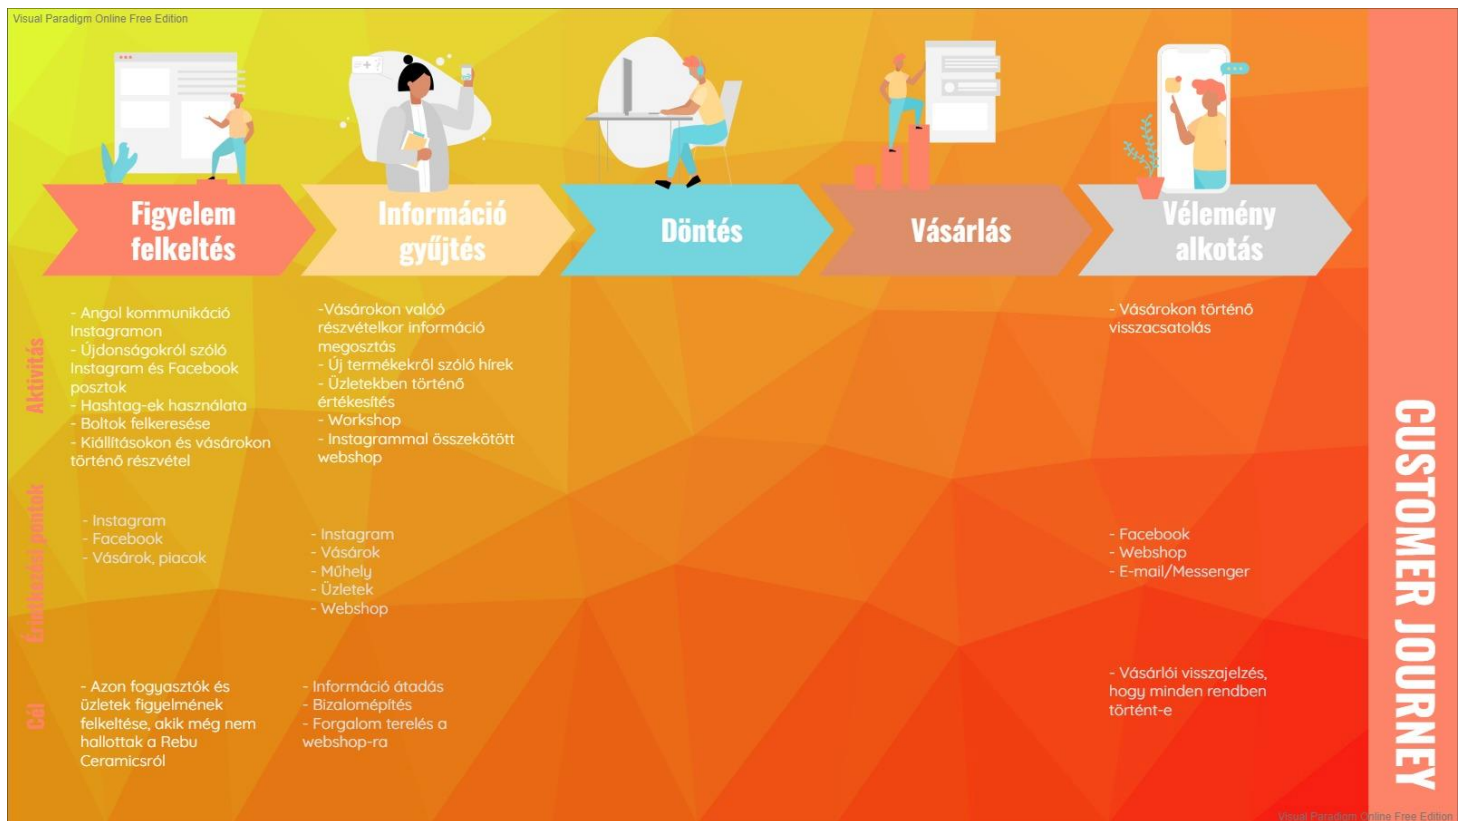 Visual Paradigm Online Free Edition
Figyelem
felkeltés
Információ
gyűjtés
Döntés
Vásárlás
Vélemény
alkotás
Aktivitás
- Angol kommunikáció
Instagramon
- Újdonságokról szóló
Instagram és Facebook
posztok
- Hashtag-ek használata
- Boltok felkeresése
- Kiállításokon és vásárokon
történő részvétel
-Vásárokon valóó
részvételkor információ
megosztás
- Új termékekről szóló hírek
- Üzletekben történő
értékesítés
- Workshop
- Instagrammal összekötött
webshop
- Vásárokon történő
visszacsatolás
Érintkezési pontok
- Instagram
- Facebook
- Vásárok, piacok
- Instagram
- Vásárok
- Műhely
- Üzletek
- Webshop
- Facebook
- Webshop
- E-mail/Messenger
Cél
- Azon fogyasztók és
üzletek figyelmének
felkeltése, akik még nem
hallottak a Rebu
Ceramicsról
- Információ átadás
- Bizalomépítés
- Forgalom terelés a
webshop-ra
- Vásárlói visszajelzés,
hogy minden rendben
történt-e
CUSTOMER JOURNEY
Visual Paradigm Online Free Edition